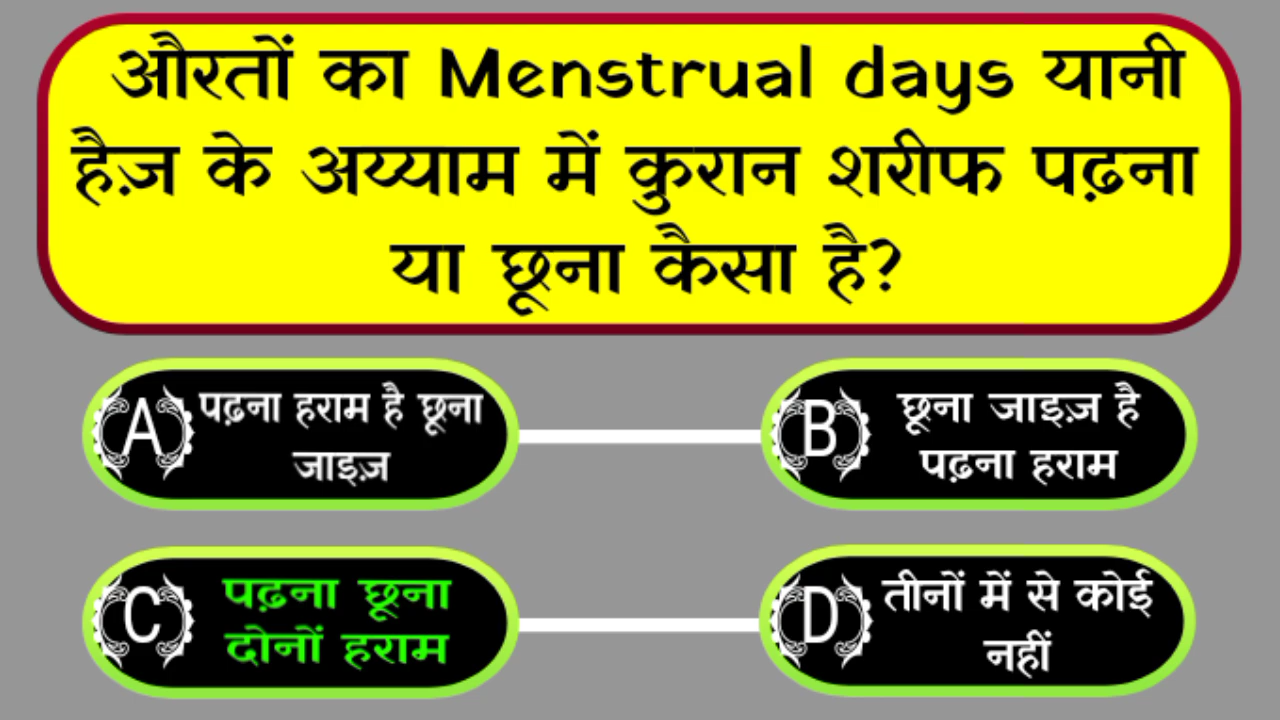 औरतों का Menstrual days यानी
हैज़ के अय्याम में कुरान शरीफ पढ़ना
या छूना कैसा है?
A पढ़ना हराम है छूना
जाइज़
B छूना जाइज़ है
पढ़ना हराम
C पढ़ना छूना
दोनों हराम
D तीनों में से कोई
नहीं